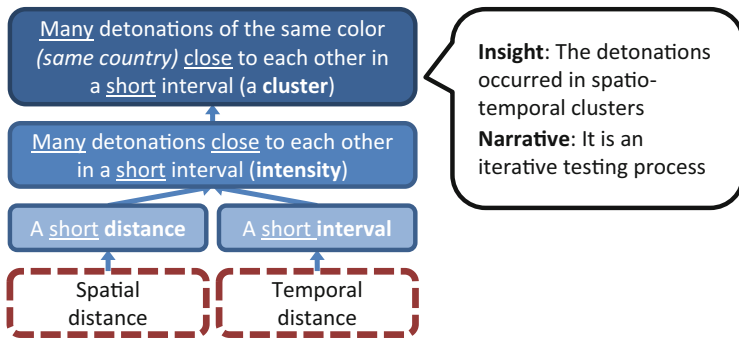 Many detonations of the same color
(same country) close to each other in
a short interval (a cluster)
Insight: The detonations
occurred in spatio-
temporal clusters
Narrative: It is an
iterative testing process
Many detonations close to each other
in a short interval (intensity)
A short distance
A short interval
Spatial
distance
Temporal
distance